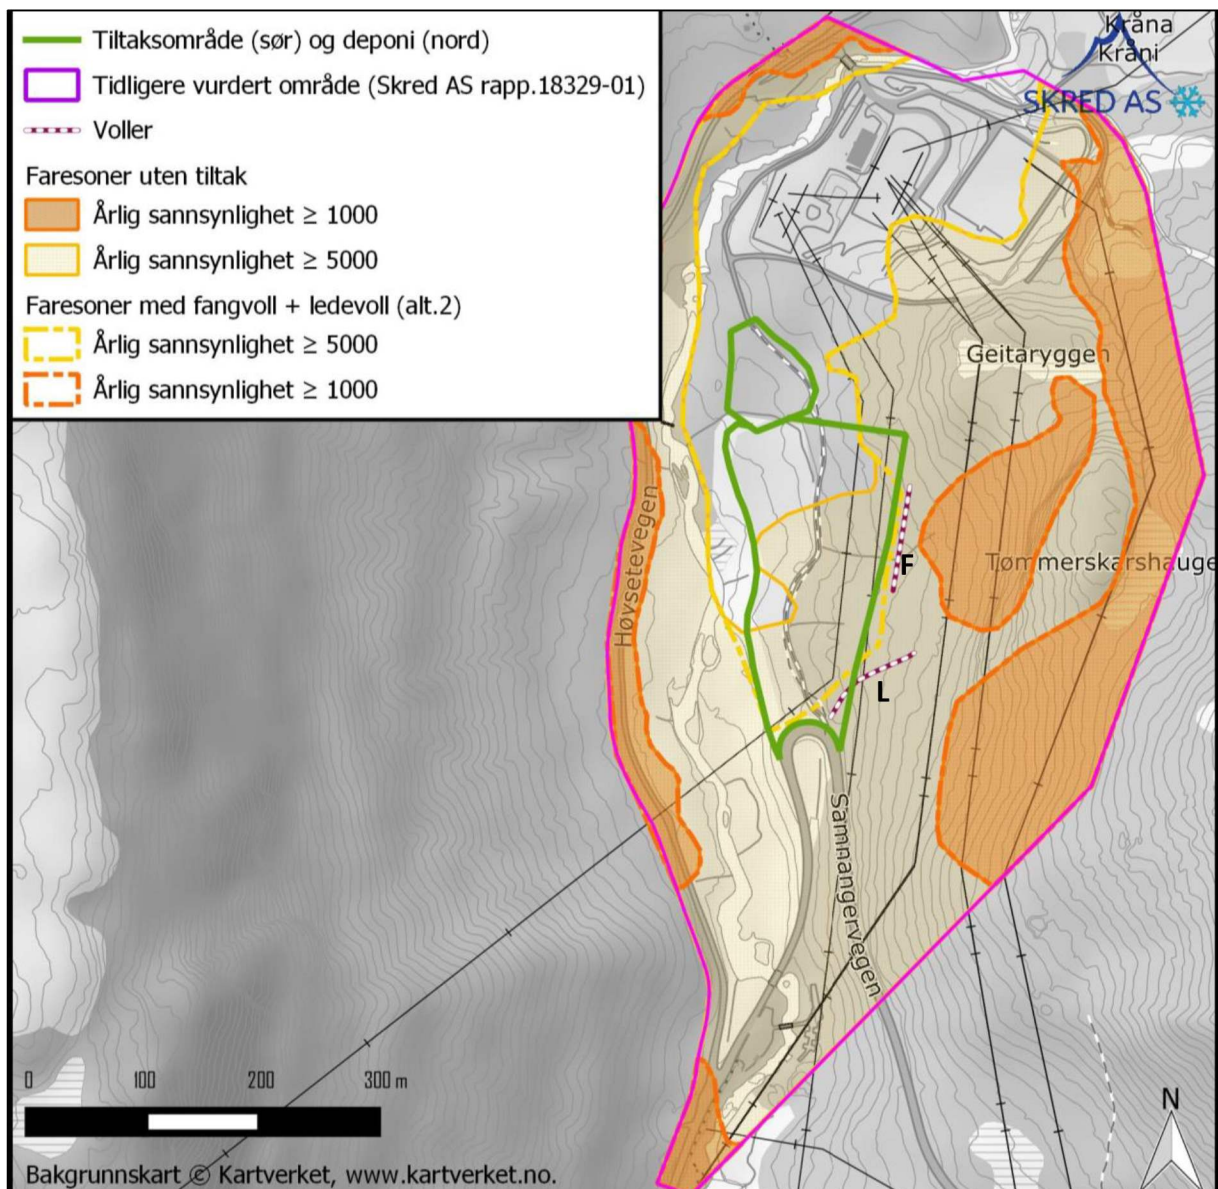 Tiltaksområde (sør) og deponi (nord)
Tidligere vurdert område (Skred AS rapp.18329-01)
Voller
Faresoner uten tiltak
Årlig sannsynlighet ≥ 1000
Årlig sannsynlighet ≥ 5000
Faresoner med fangvoll + ledevoll (alt.2)
Årlig sannsynlighet ≥ 5000
Årlig sannsynlighet ≥ 1000
Kråna
Kråni
SKRED AS
Geitaryggen
Høvsetevegen
Tømmerskarshauge
F
L
Samnangervegen
0 100 200 300 m
N
Bakgrunnskart © Kartverket, www.kartverket.no.